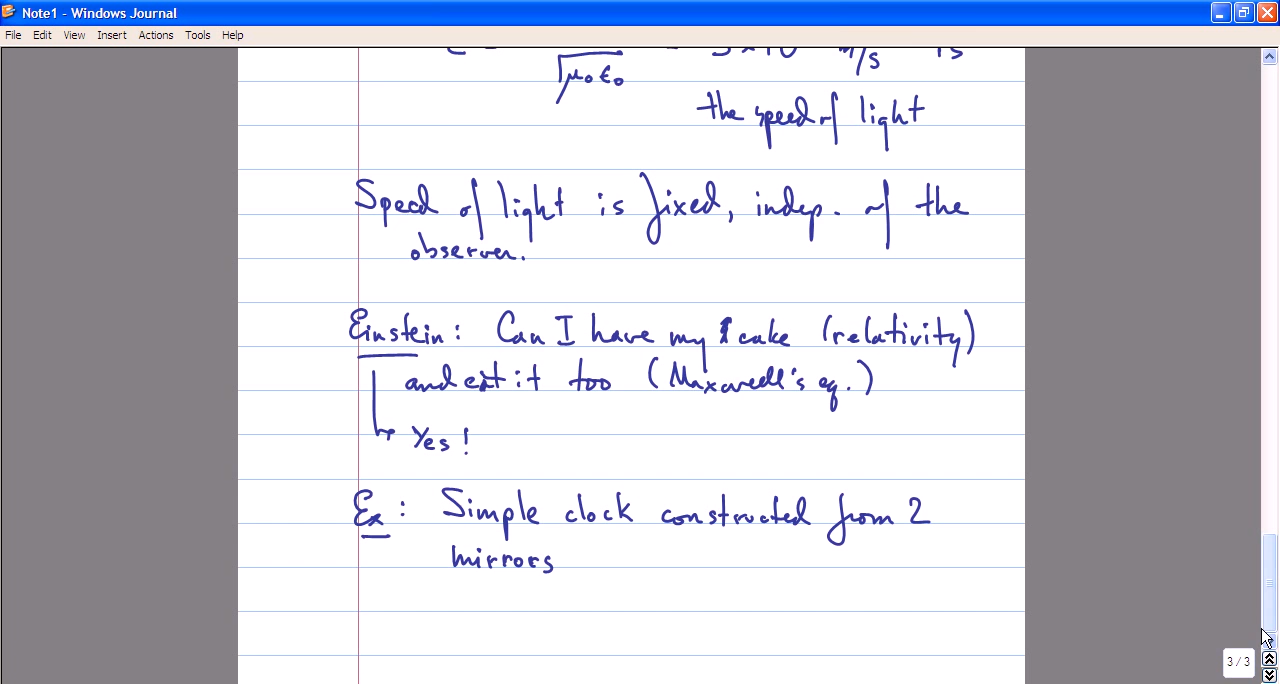 Note1 - Windows Journal
File Edit View Insert Actions Tools Help
√μ₀ε₀ m/s is
the speed of light
Speed of light is fixed, indep. of the
observer.
Einstein: Can I have my cake (relativity)
and eat it too (Maxwell's eq.)
Yes!
Ex: Simple clock constructed from 2
mirrors
3 / 3